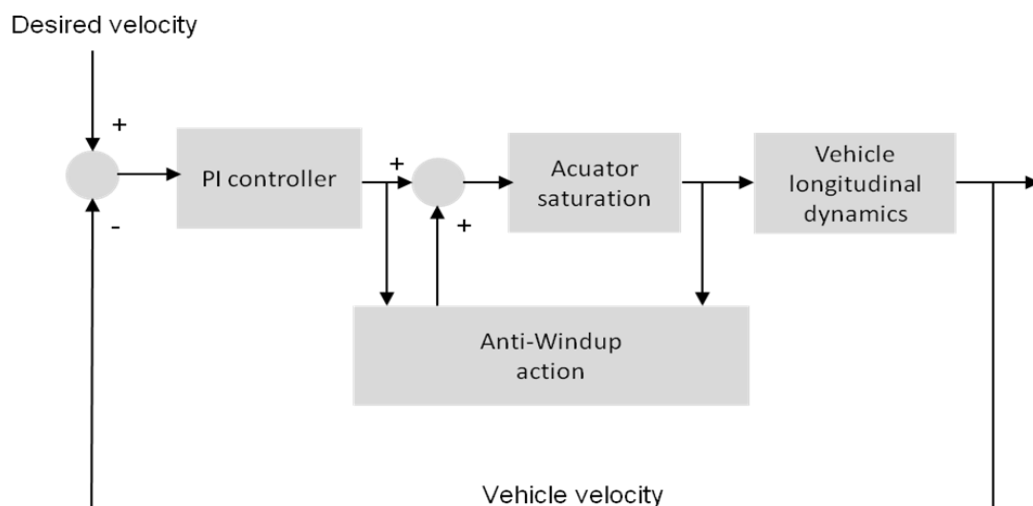 Desired velocity
+
PI controller
+
Acuator
saturation
Vehicle
longitudinal
dynamics
-
+
Anti-Windup
action
Vehicle velocity